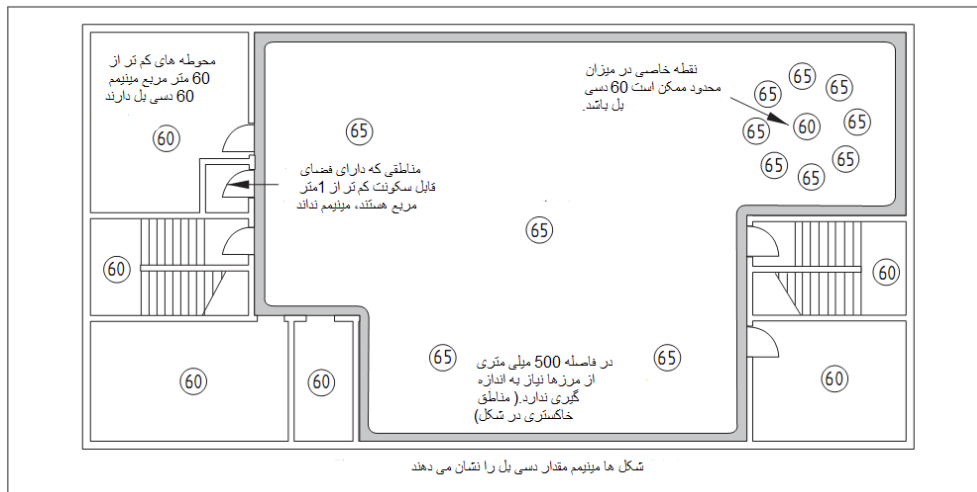 محوطه های کم تر از
60 متر مربع مینیمم
60 دسی بل دارند
60
65
مناطقی که دارای فضای
قابل سکونت کم تر از 1متر
مربع هستند، مینیمم نداند
نقطه خاصی در میزان
محدود ممکن است 60 دسی
بل باشد.
65
65
65
65
60
65
65
65
65
65
60
60
65
65
در فاصله 500 میلی متری
از مرزها نیاز به اندازه
گیری ندارد.( مناطق
خاکستری در شکل)
60
60
60
شکل ها مینیمم مقدار دسی بل را نشان می دهند